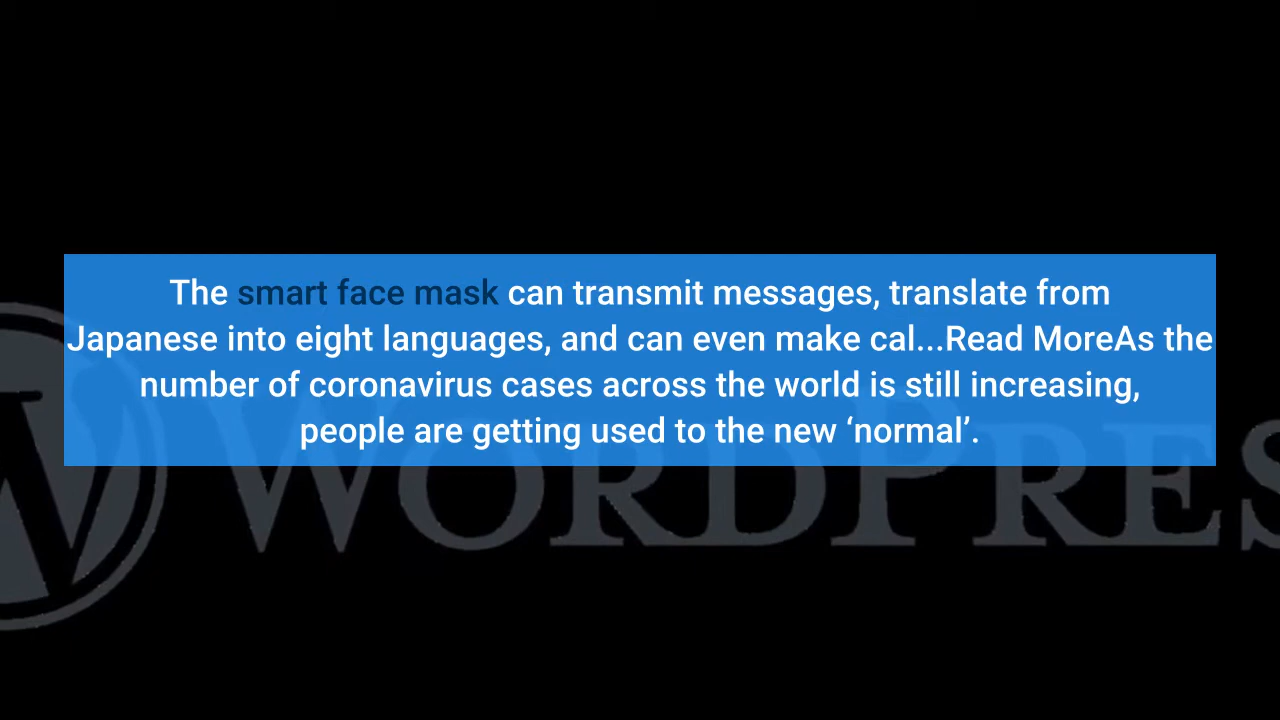 The smart face mask can transmit messages, translate from
Japanese into eight languages, and can even make cal...Read MoreAs the
number of coronavirus cases across the world is still increasing,
people are getting used to the new ‘normal’.
W WORDPRES